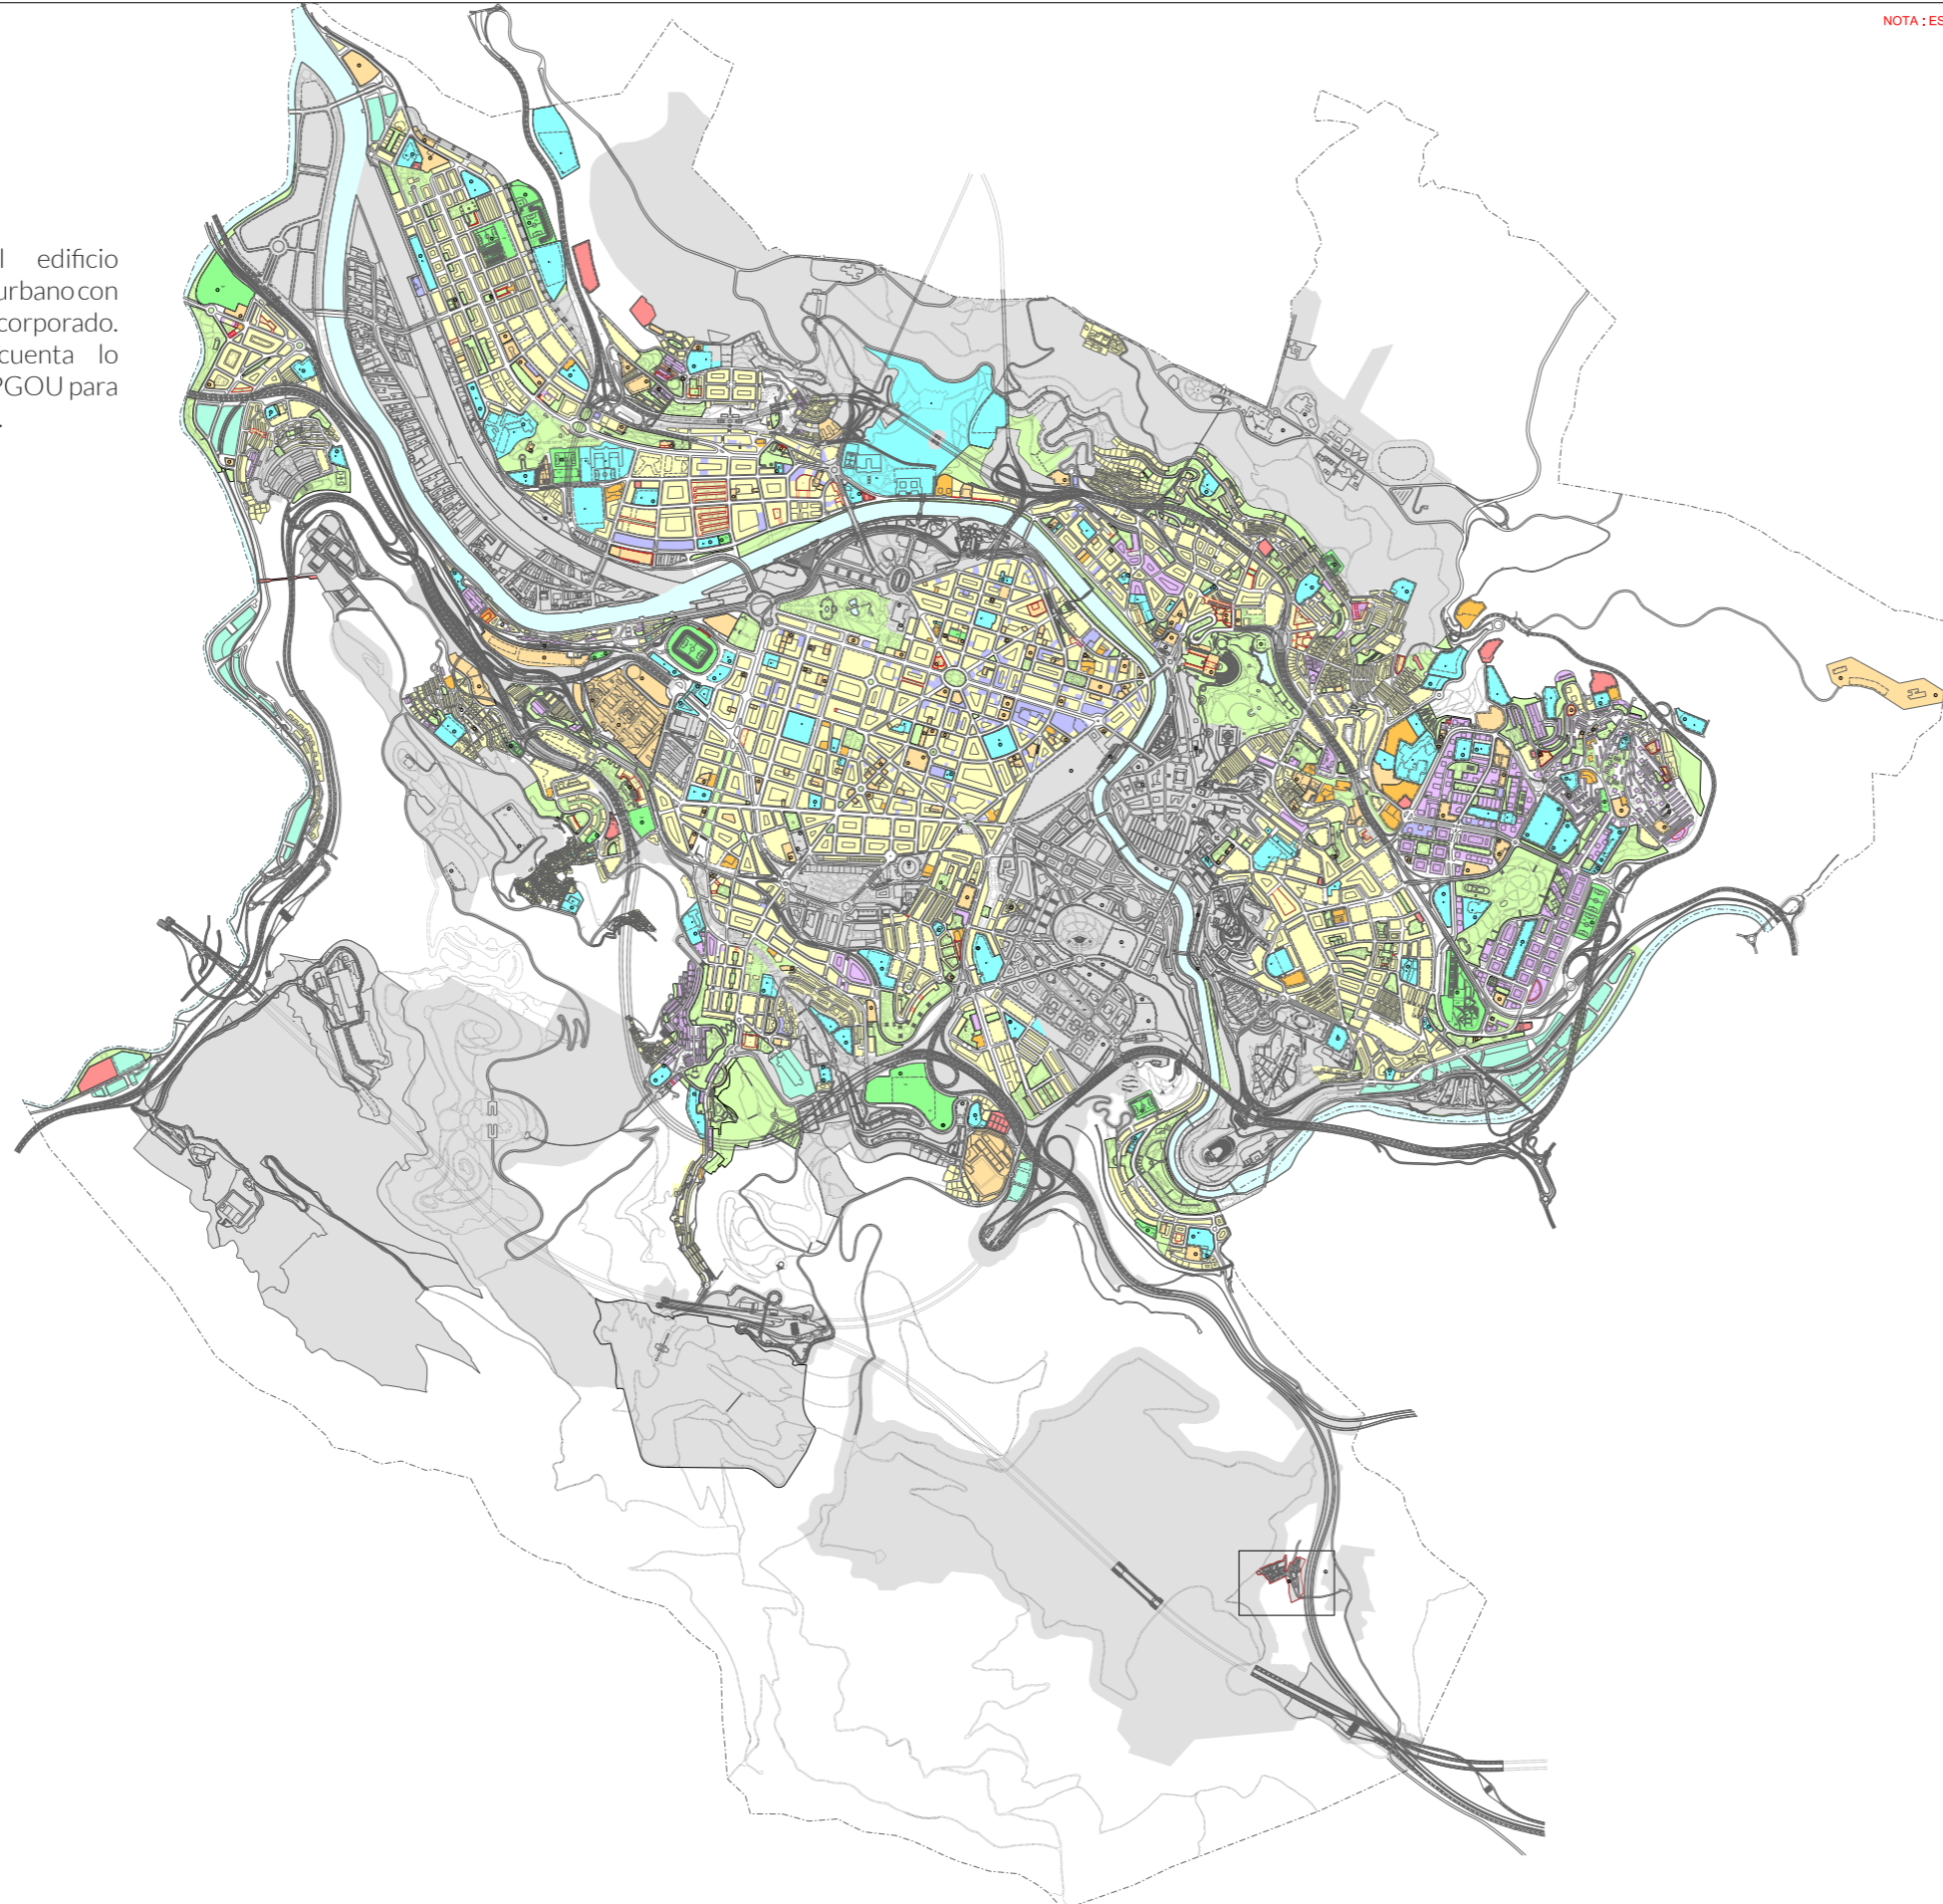 NOTA : ES
l edificio
urbano con
corporado.
cuenta lo
PGOU para
.